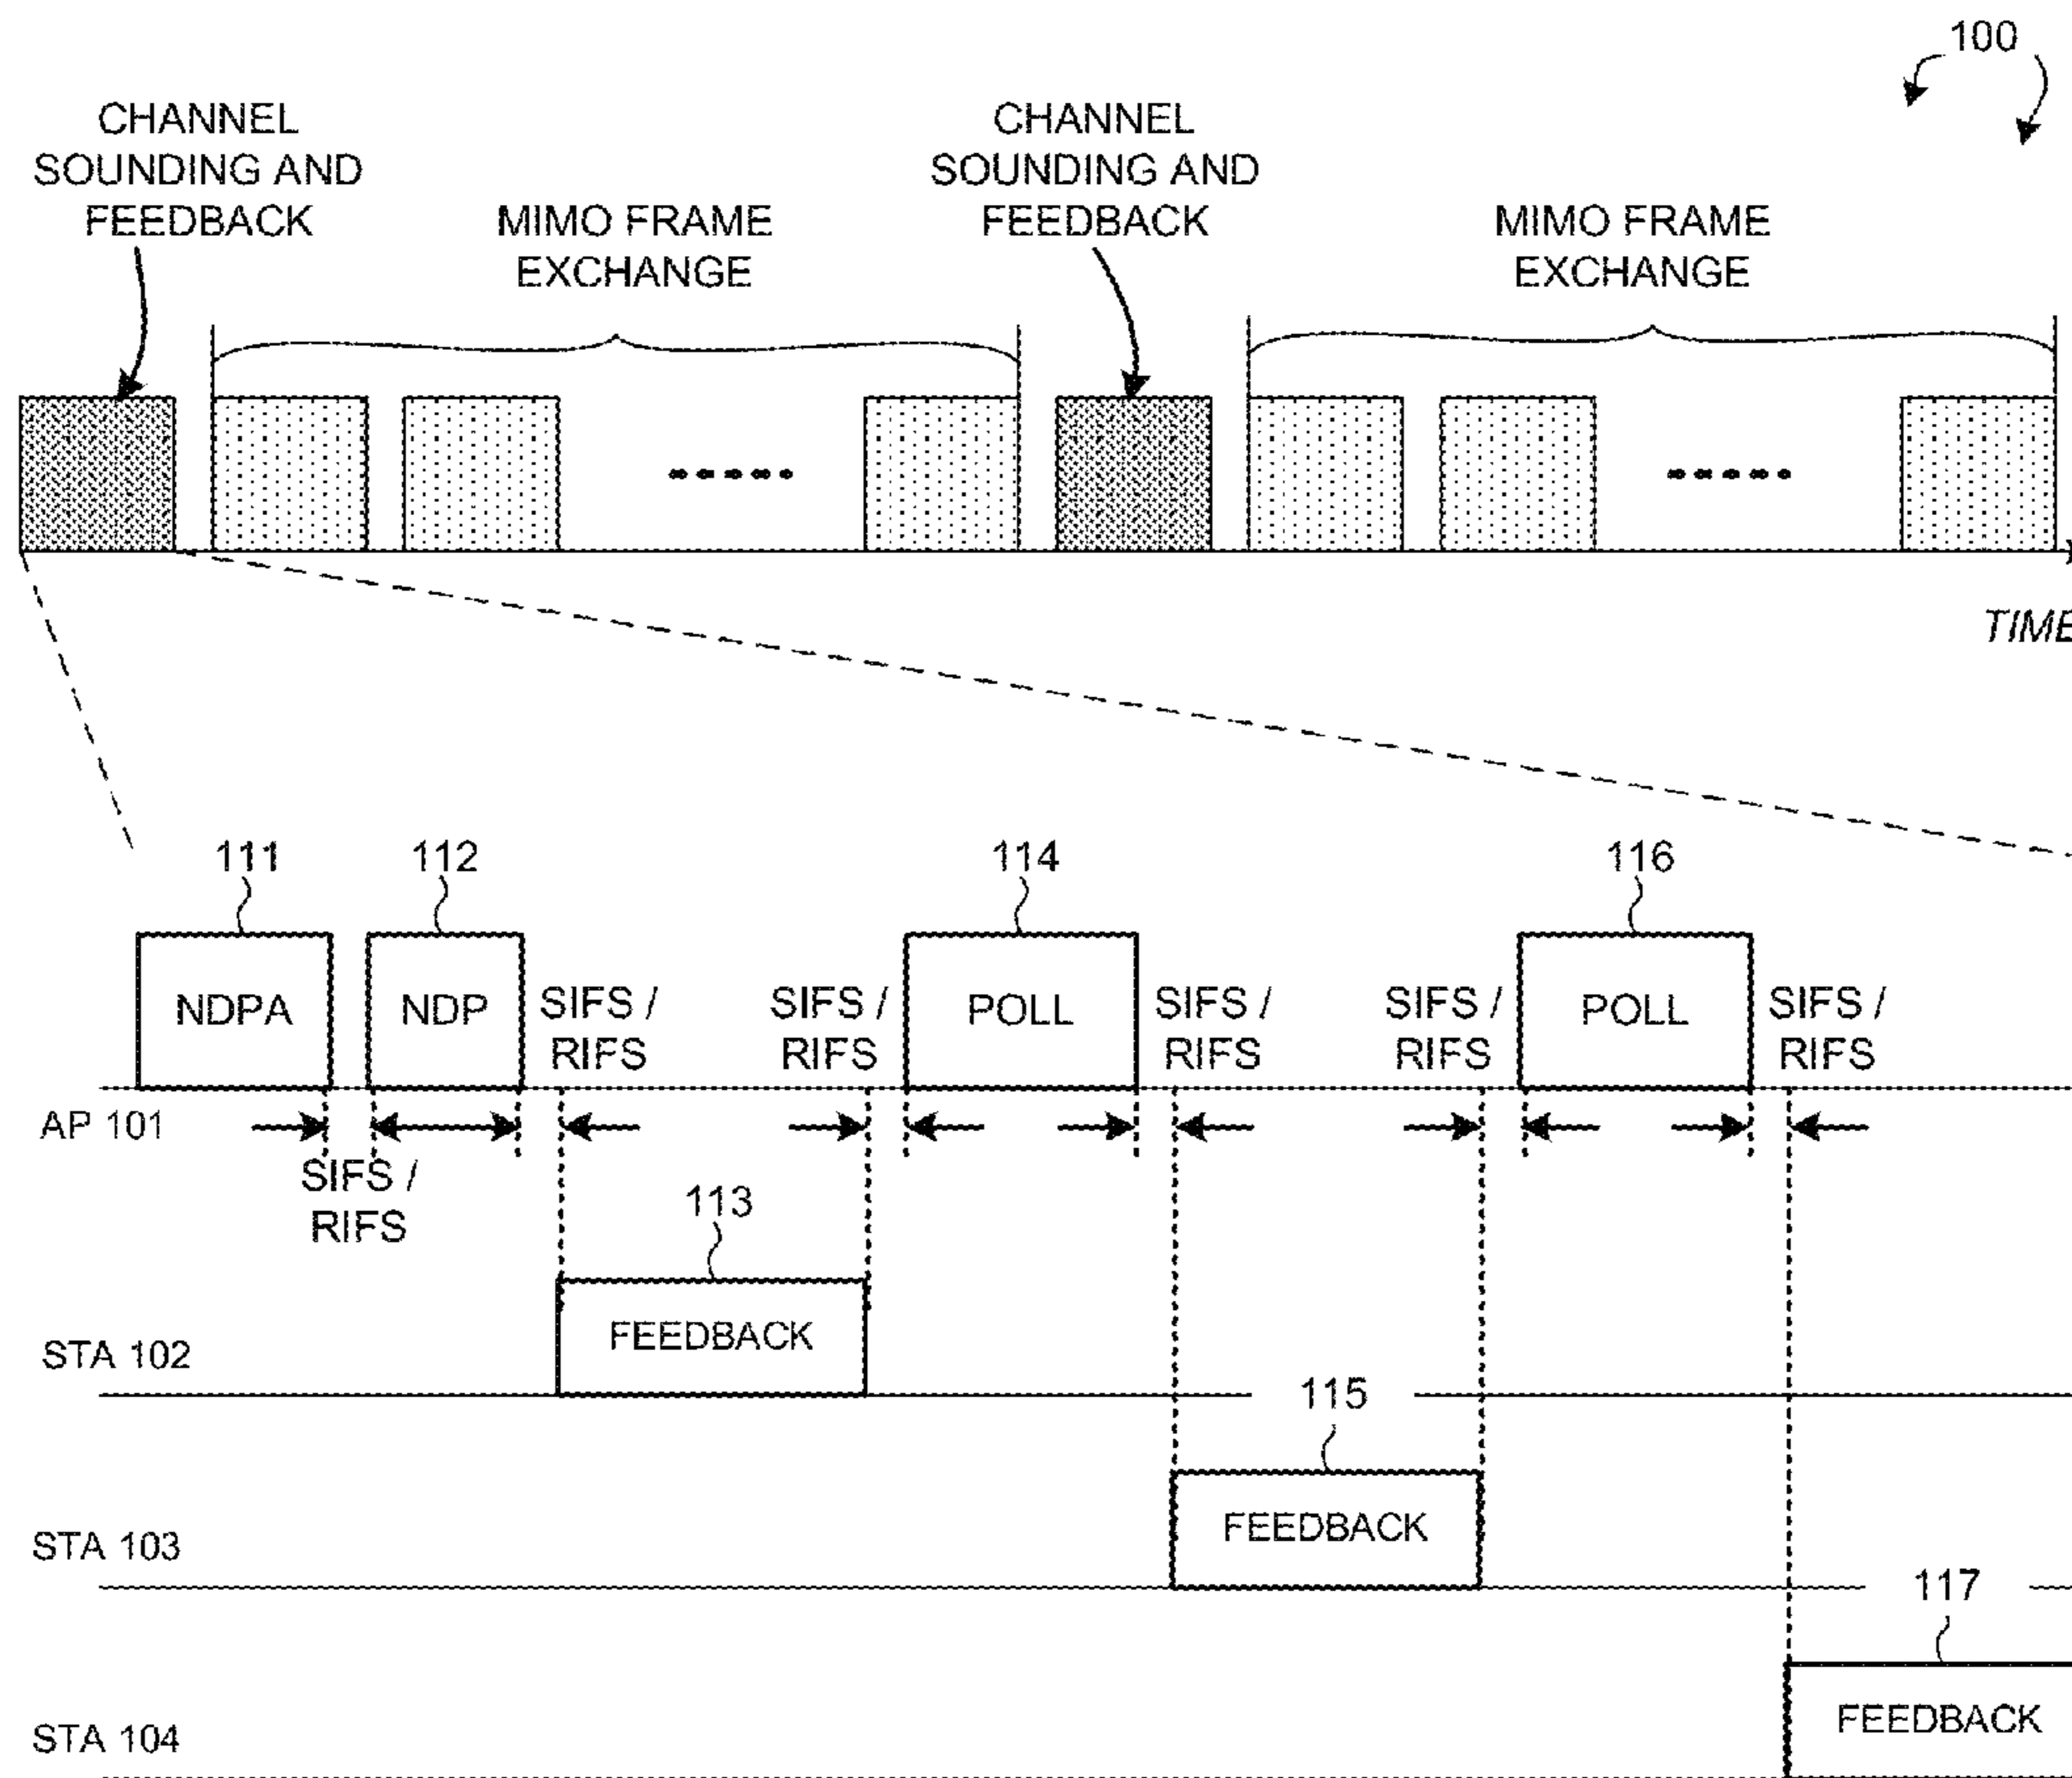 100
CHANNEL
SOUNDING AND
FEEDBACK
MIMO FRAME
EXCHANGE
CHANNEL
SOUNDING AND
FEEDBACK
MIMO FRAME
EXCHANGE
TIME
111
112
114
116
NDPA
NDP
SIFS /
RIFS
SIFS /
RIFS
POLL
SIFS /
RIFS
SIFS /
RIFS
POLL
SIFS /
RIFS
AP 101
SIFS /
RIFS
113
FEEDBACK
STA 102
115
FEEDBACK
STA 103
117
FEEDBACK
STA 104